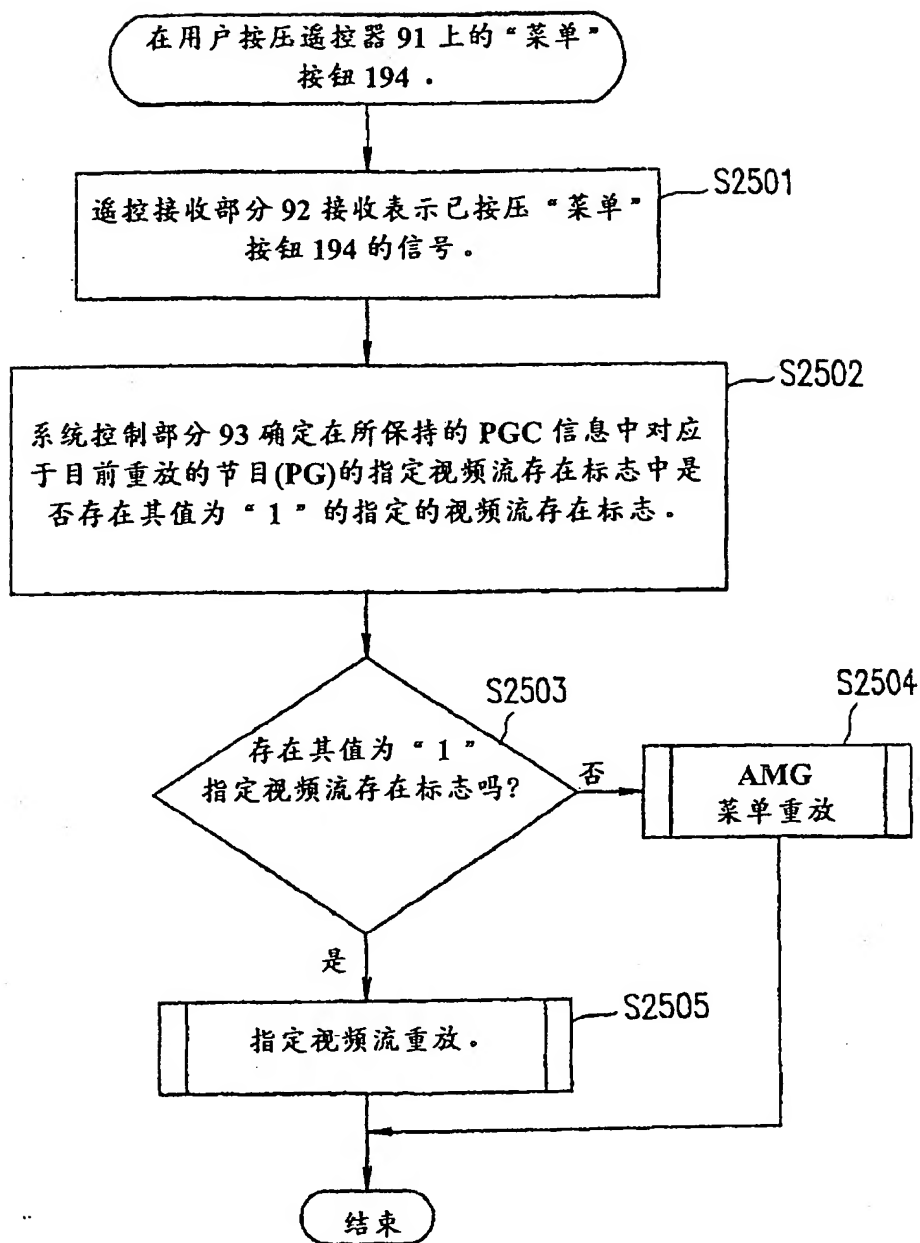 在用户按压遥控器 91 上的“菜单”
按钮 194 .
S2501
遥控接收部分 92 接收表示已按压“菜单”
按钮 194 的信号。
S2502
系统控制部分 93 确定在所保持的 PGC 信息中对应
于目前重放的节目(PG)的指定视频流存在标志中是
否存在其值为“1”的指定的视频流存在标志。
S2503
存在其值为“1”
指定视频流存在标志吗?
否
S2504
AMG
菜单重放
是
S2505
指定视频流重放。
结束